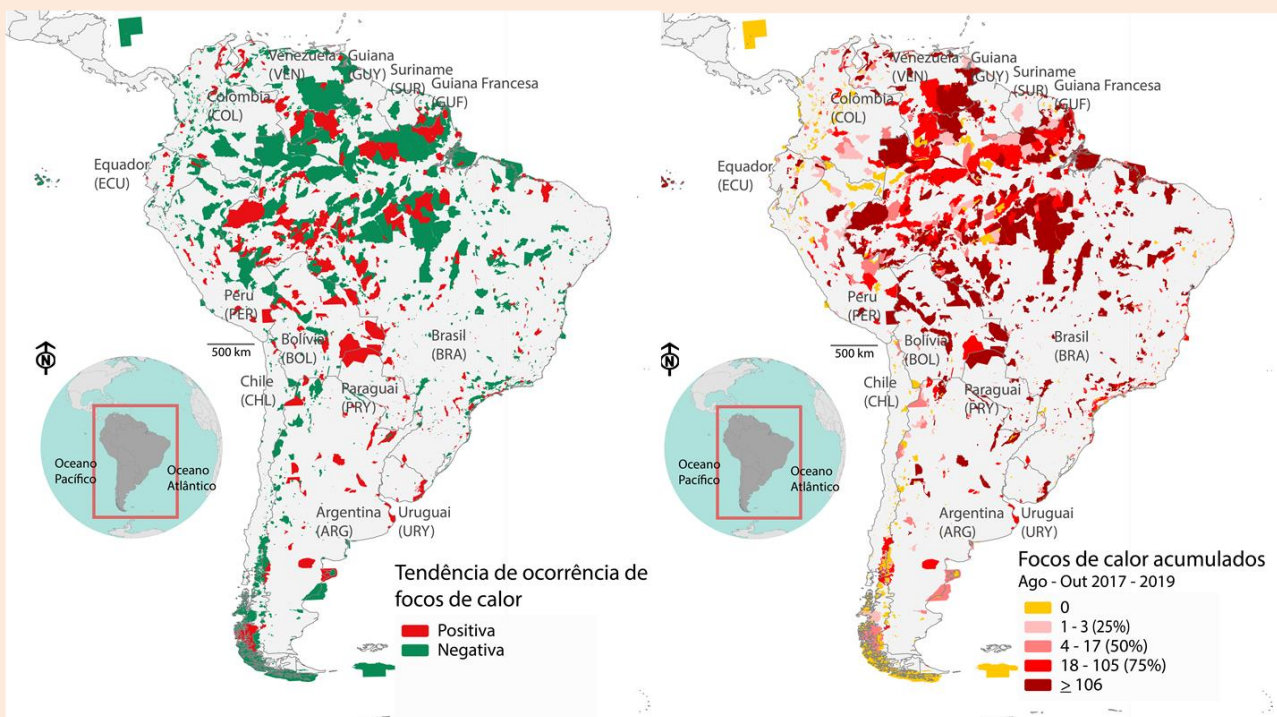 Venezuela
(VEN)
Guiana
(GUY)
Suriname
(SUR)
Guiana Francesa
(GUF)
Colombia
(COL)
Equador
(ECU)
Peru
(PER)
500 km
Bolívia
(BOL)
Brasil
(BRA)
N
Chile
(CHL)
Paraguai
(PRY)
Oceano
Pacífico
Oceano
Atlântico
Argentina
(ARG)
Uruguai
(URY)
Tendência de ocorrência de
focos de calor
Positiva
Negativa
Venezuela
(VEN)
Guiana
(GUY)
Suriname
(SUR)
Guiana Francesa
(GUF)
Colombia
(COL)
Equador
(ECU)
Peru
(PER)
500 km
Bolívia
(BOL)
Brasil
(BRA)
N
Chile
(CHL)
Paraguai
(PRY)
Oceano
Pacífico
Oceano
Atlântico
Argentina
(ARG)
Uruguai
(URY)
Focos de calor acumulados
Ago - Out 2017 - 2019
0
1 - 3 (25%)
4 - 17 (50%)
18 - 105 (75%)
≥ 106